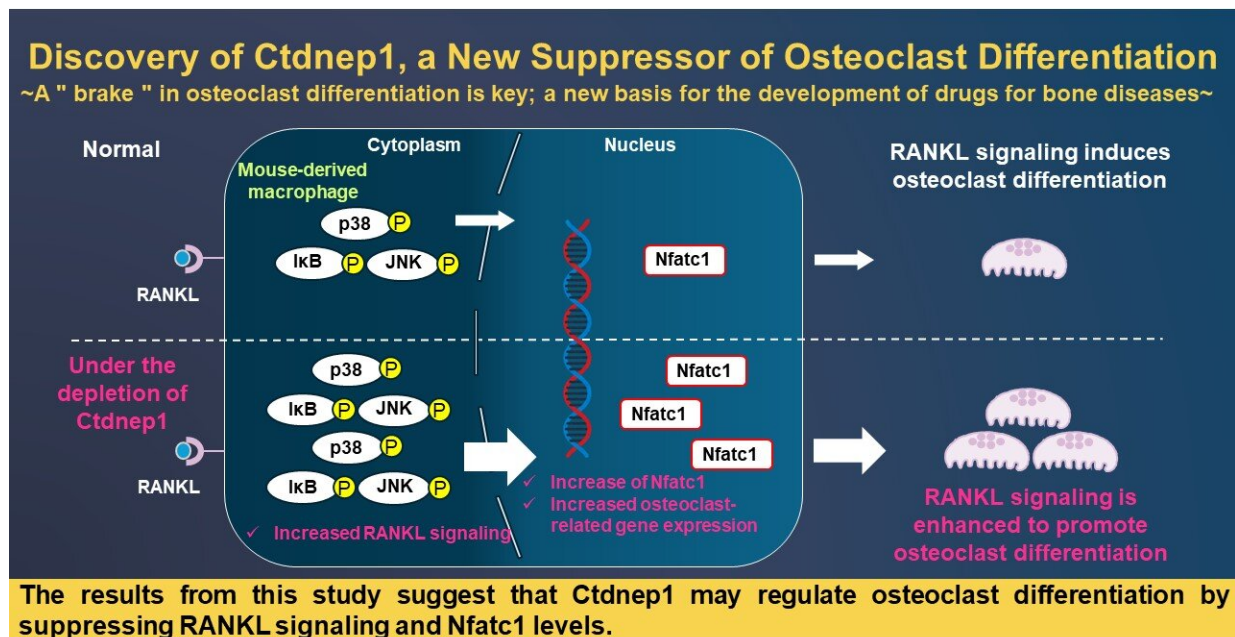 Discovery of Ctdnep1, a New Suppressor of Osteoclast Differentiation
~A " brake " in osteoclast differentiation is key; a new basis for the development of drugs for bone diseases~
Normal
Cytoplasm
Nucleus
RANKL signaling induces
osteoclast differentiation
Mouse-derived
macrophage
p38 P
IκB P JNK P
Nfatc1
RANKL
Under the
depletion of
Ctdnep1
p38 P
IκB P JNK P
p38 P
IκB P JNK P
Nfatc1
Nfatc1
Nfatc1
RANKL
✓ Increased RANKL signaling
✓ Increase of Nfatc1
✓ Increased osteoclast-
related gene expression
RANKL signaling is
enhanced to promote
osteoclast differentiation
The results from this study suggest that Ctdnep1 may regulate osteoclast differentiation by
suppressing RANKL signaling and Nfatc1 levels.